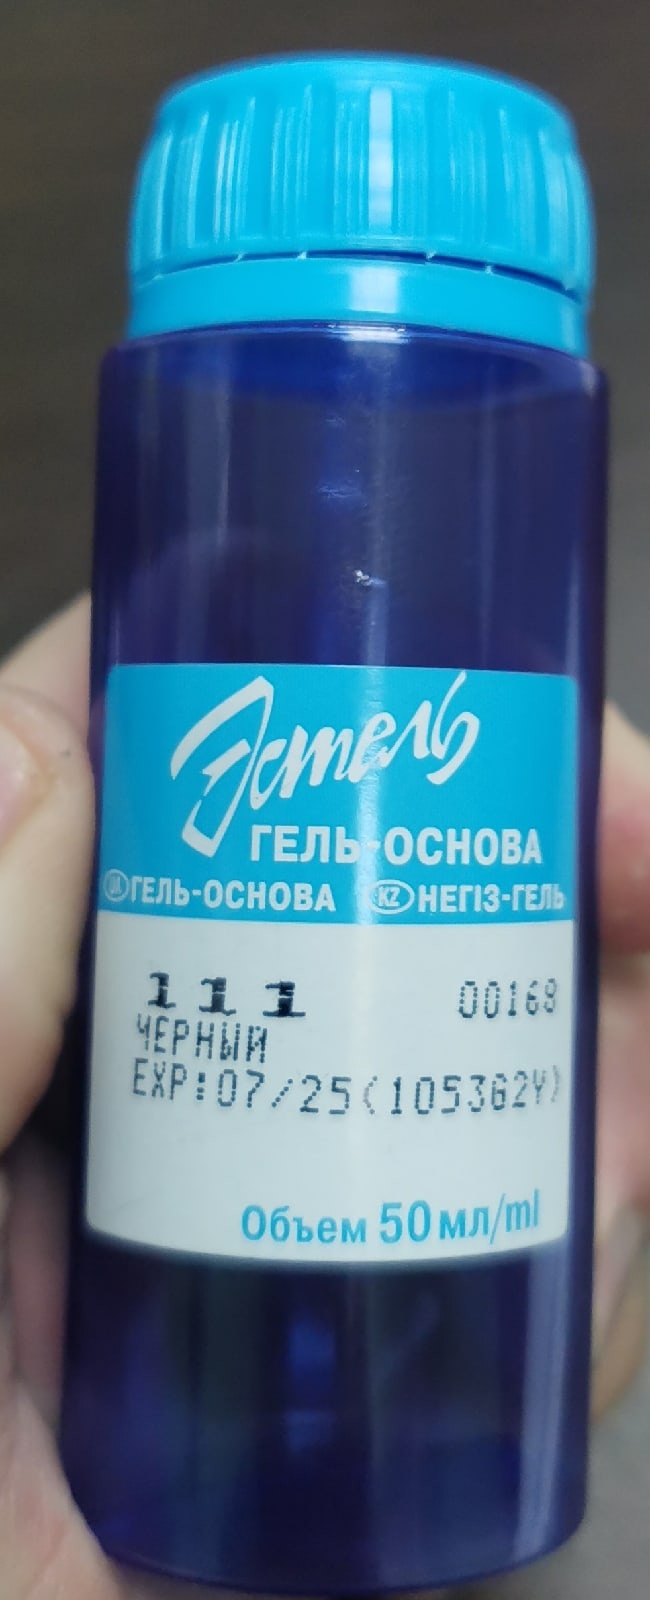 Эстель
ГЕЛЬ-ОСНОВА
UA ГЕЛЬ-ОСНОВА KZ НЕГІЗ-ГЕЛЬ
111 00168
ЧЕРНЫЙ
EXP:07/25(105362Y)
Объем 50 мл/ml